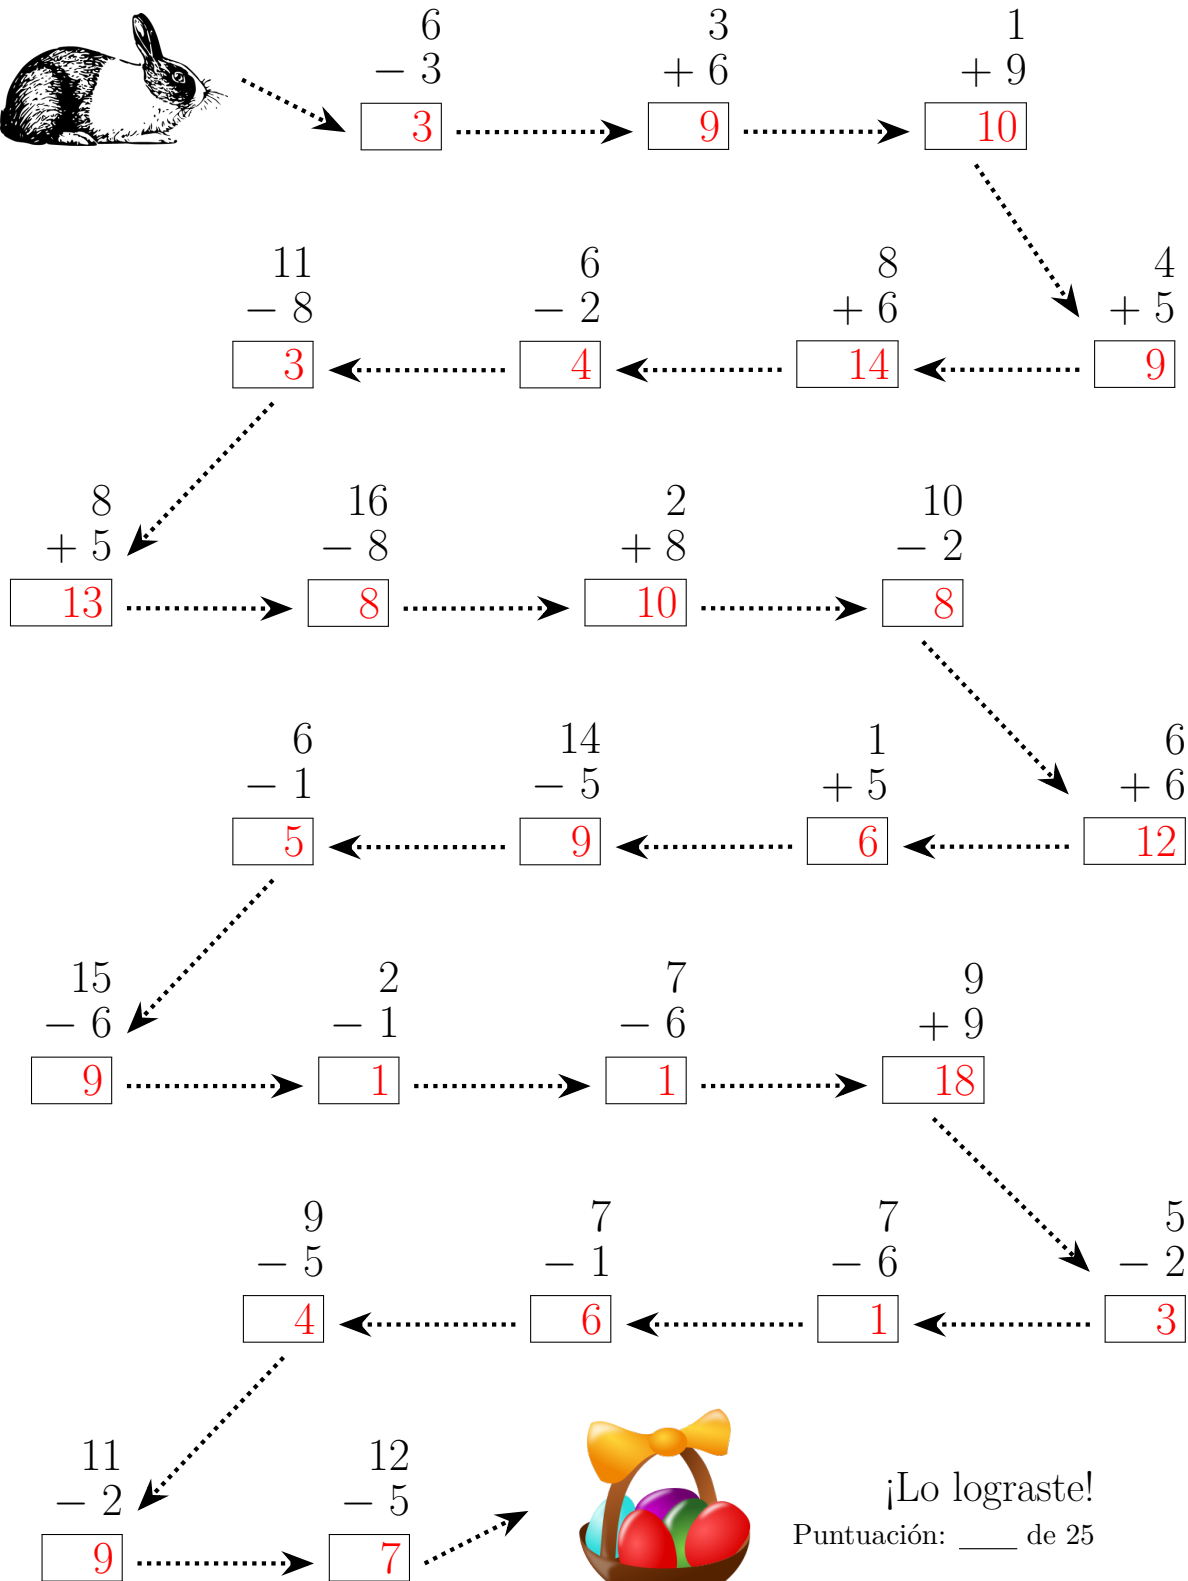 6 3 1
− 3 + 6 + 9
3 9 10
11 6 8 4
− 8 − 2 + 6 + 5
3 4 14 9
8 16 2 10
+ 5 − 8 + 8 − 2
13 8 10 8
6 14 1 6
− 1 − 5 + 5 + 6
5 9 6 12
15 2 7 9
− 6 − 1 − 6 + 9
9 1 1 18
9 7 7 5
− 5 − 1 − 6 − 2
4 6 1 3
11 12
− 2 − 5
9 7
¡Lo lograste!
Puntuación: ___ de 25